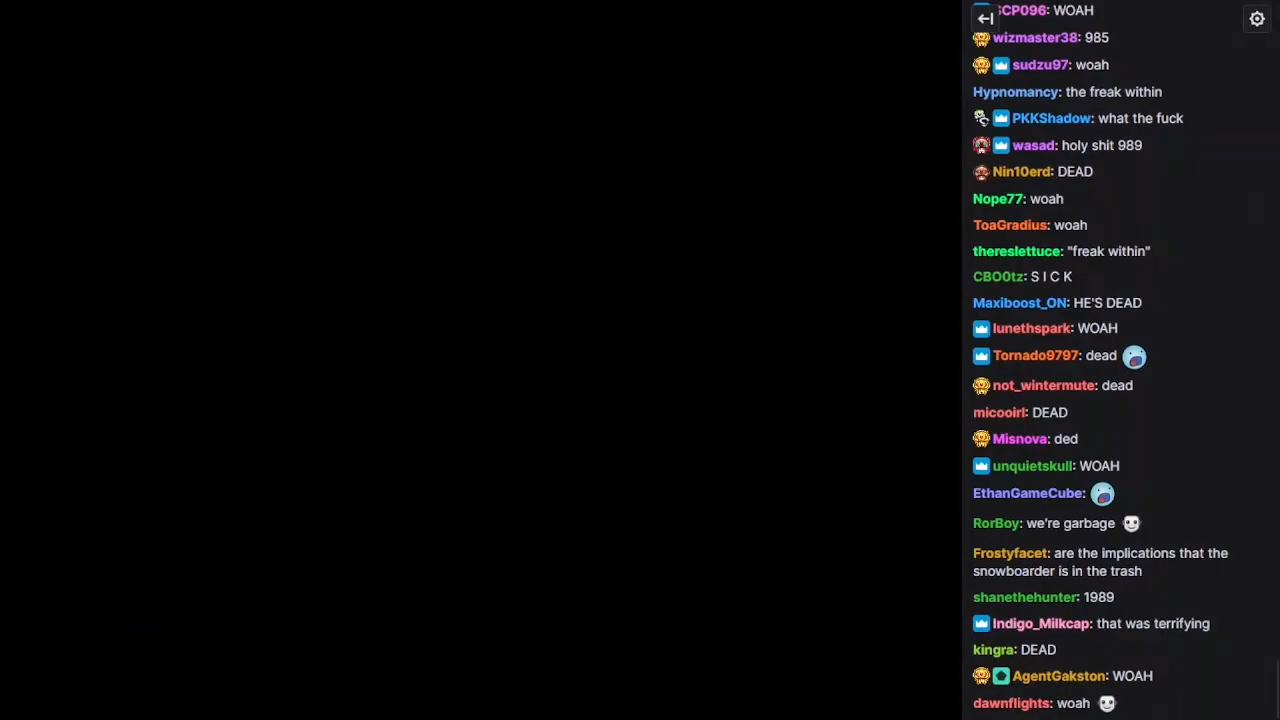 SCP096: WOAH
wizmaster38: 985
sudzu97: woah
Hypnomancy: the freak within
PKKShadow: what the fuck
wasad: holy shit 989
Nin10erd: DEAD
Nope77: woah
ToaGradius: woah
thereslettuce: "freak within"
CBO0tz: S I C K
Maxiboost_ON: HE'S DEAD
lunethspark: WOAH
Tornado9797: dead
not_wintermute: dead
micooirl: DEAD
Misnova: ded
unquietskull: WOAH
EthanGameCube:
RorBoy: we're garbage
Frostyfacet: are the implications that the
snowboarder is in the trash
shanethehunter: 1989
Indigo_Milkcap: that was terrifying
kingra: DEAD
AgentGakston: WOAH
dawnflights: woah